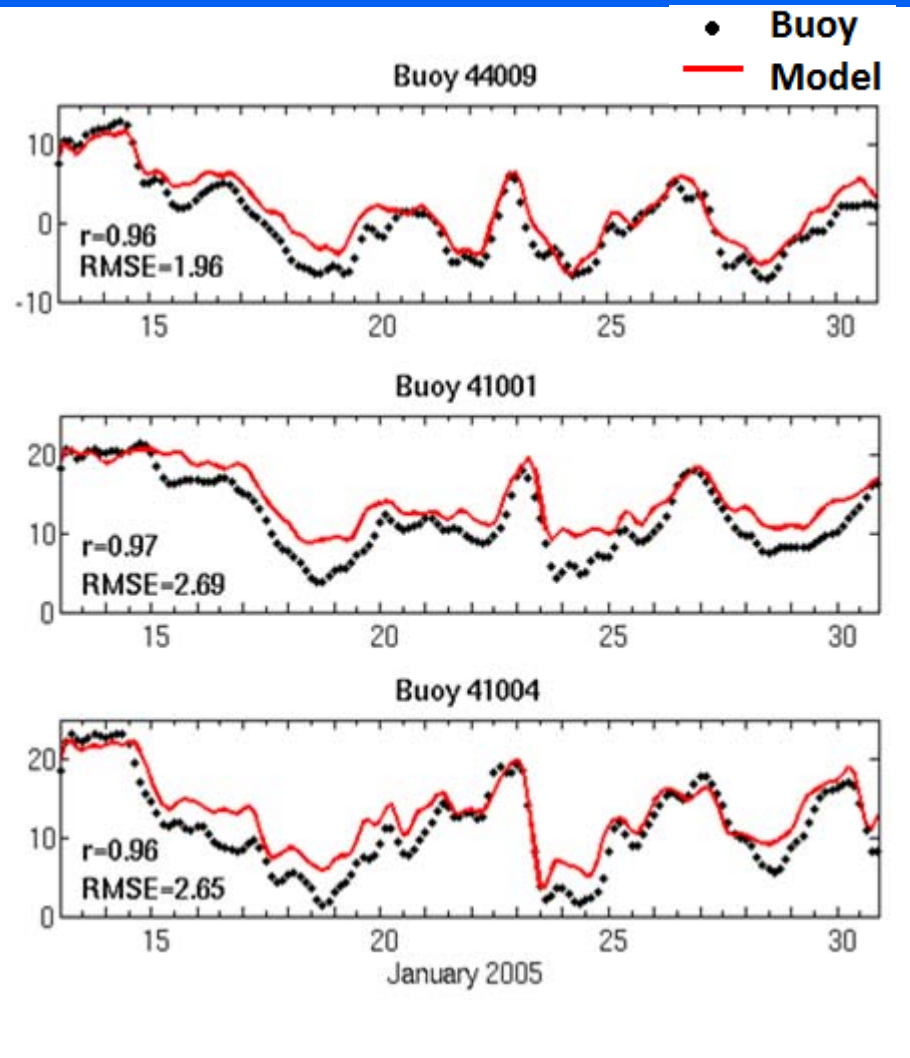 Buoy
Model
Buoy 44009
10
0
-10
r=0.96
RMSE=1.96
15 20 25 30
Buoy 41001
20
10
0
r=0.97
RMSE=2.69
15 20 25 30
Buoy 41004
20
10
0
r=0.96
RMSE=2.65
15 20 25 30
January 2005